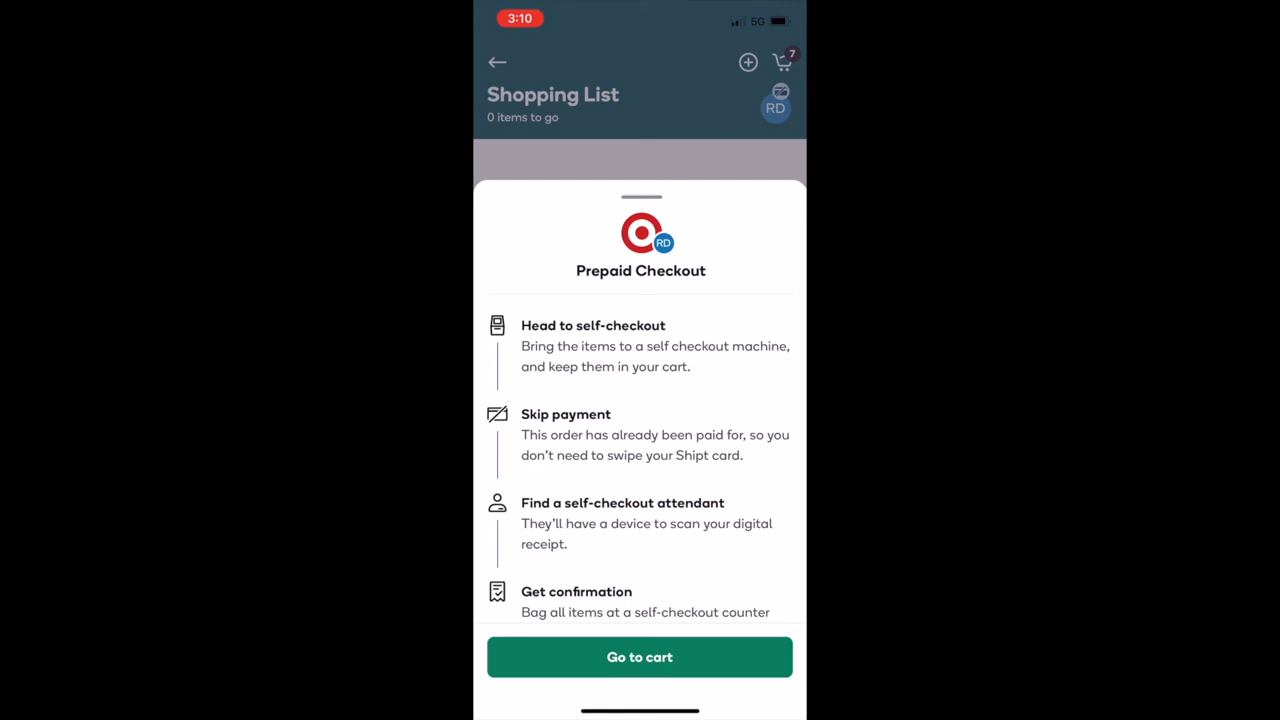 3:10
5G
7
Shopping List
0 items to go
RD
RD
Prepaid Checkout
Head to self-checkout
Bring the items to a self checkout machine,
and keep them in your cart.
Skip payment
This order has already been paid for, so you
don't need to swipe your Shipt card.
Find a self-checkout attendant
They'll have a device to scan your digital
receipt.
Get confirmation
Bag all items at a self-checkout counter
Go to cart